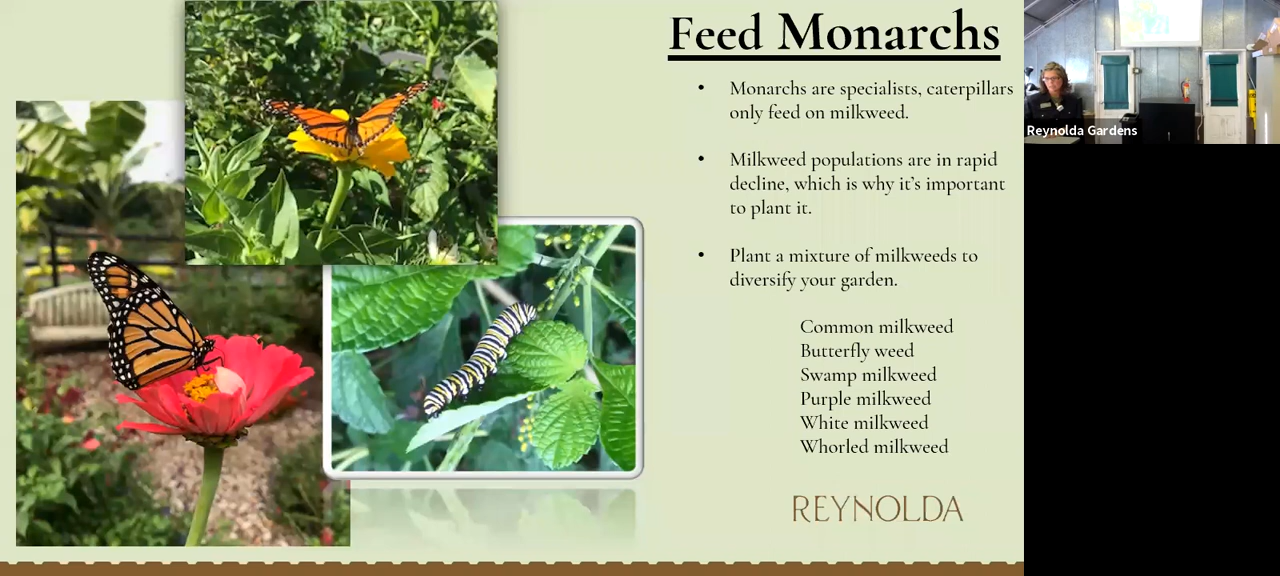 Feed Monarchs
• Monarchs are specialists, caterpillars
only feed on milkweed.
• Milkweed populations are in rapid
decline, which is why it’s important
to plant it.
• Plant a mixture of milkweeds to
diversify your garden.
Common milkweed
Butterfly weed
Swamp milkweed
Purple milkweed
White milkweed
Whorled milkweed
REYNOLDA
Reynolda Gardens